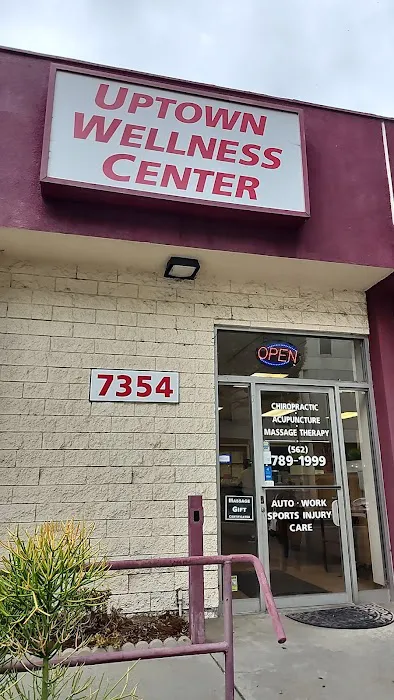 UPTOWN
WELLNESS
CENTER
OPEN
7354
CHIROPRACTIC
ACUPUNCTURE
MASSAGE THERAPY
(562)
789-1999
MASSAGE
GIFT
CERTIFICATES
AUTO · WORK
SPORTS INJURY
CARE